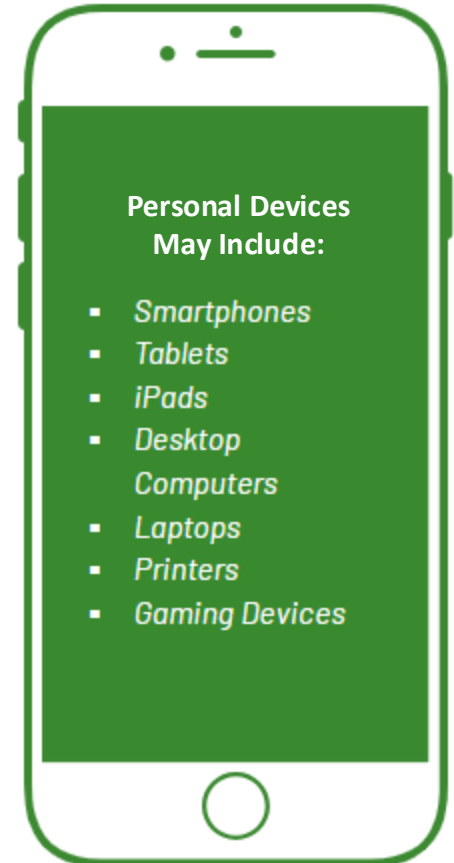 Personal Devices
May Include:
▪ Smartphones
▪ Tablets
▪ iPads
▪ Desktop
Computers
▪ Laptops
▪ Printers
▪ Gaming Devices